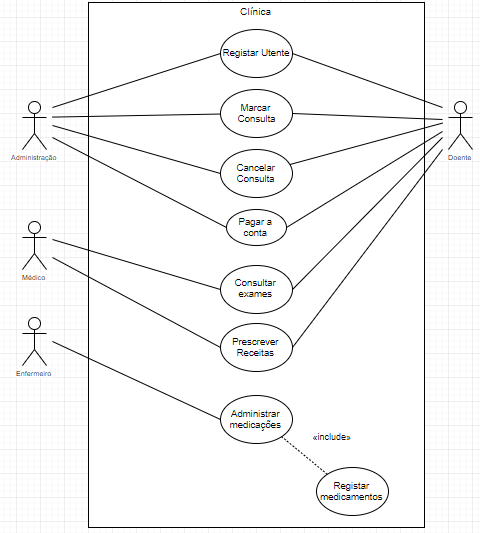 Clínica
Registar Utente
Marcar
Consulta
Administração
Doente
Cancelar
Consulta
Pagar a
conta
Médico
Consultar
exames
Prescrever
Receitas
Enfermeiro
Administrar
medicações
«include»
Registar
medicamentos